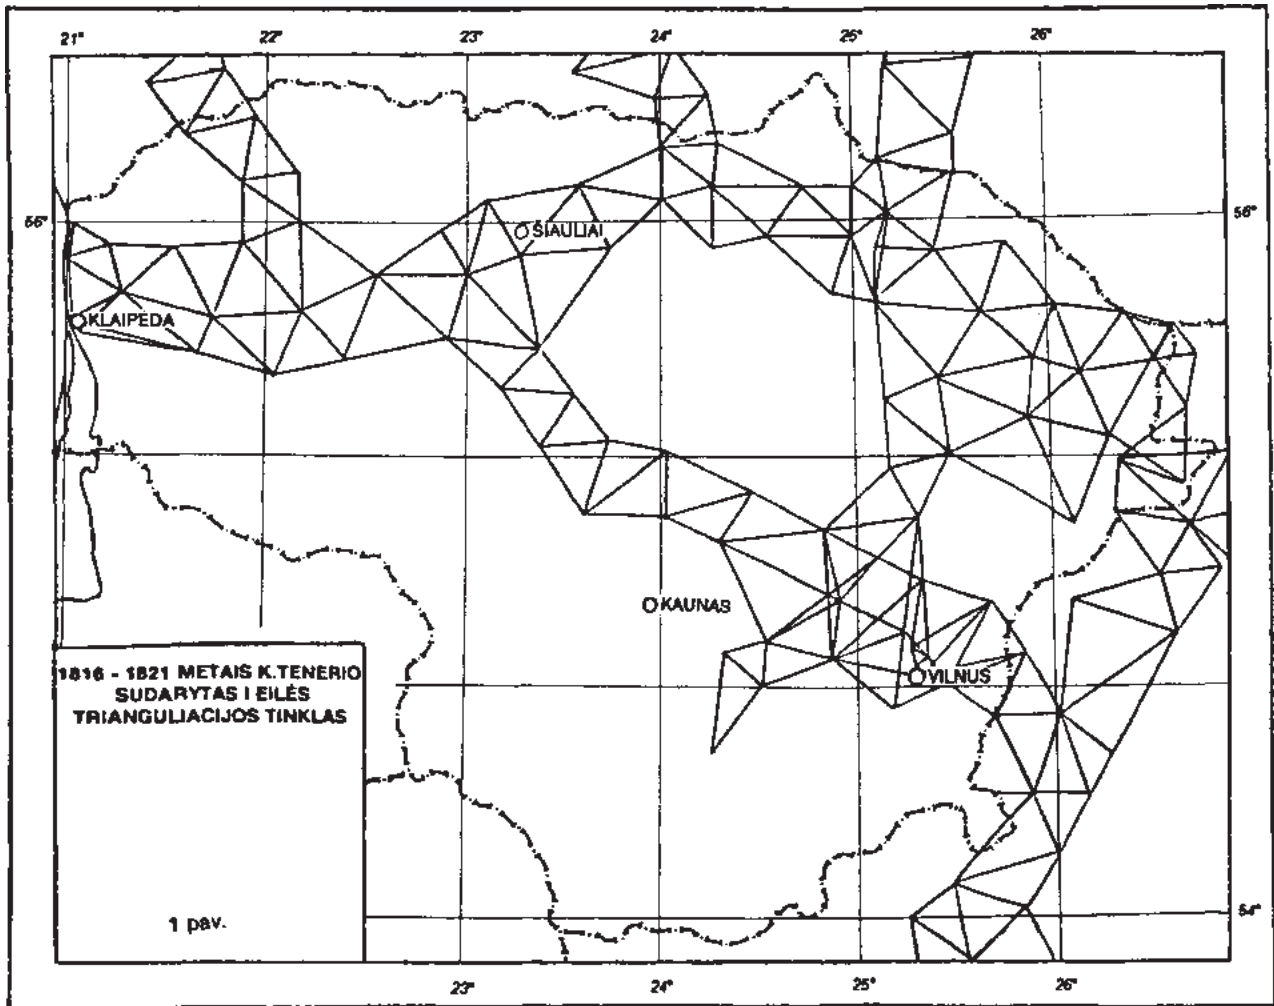 21° 22° 23° 24° 25° 26°
56° 56°
ŠIAULIAI
KLAIPEDA
KAUNAS
1816 - 1821 METAIS K.TENERIO
SUDARYTAS I EILĖS
TRIANGULIACIJOS TINKLAS
VILNUS
1 pav.
54°
23° 24° 25° 26°